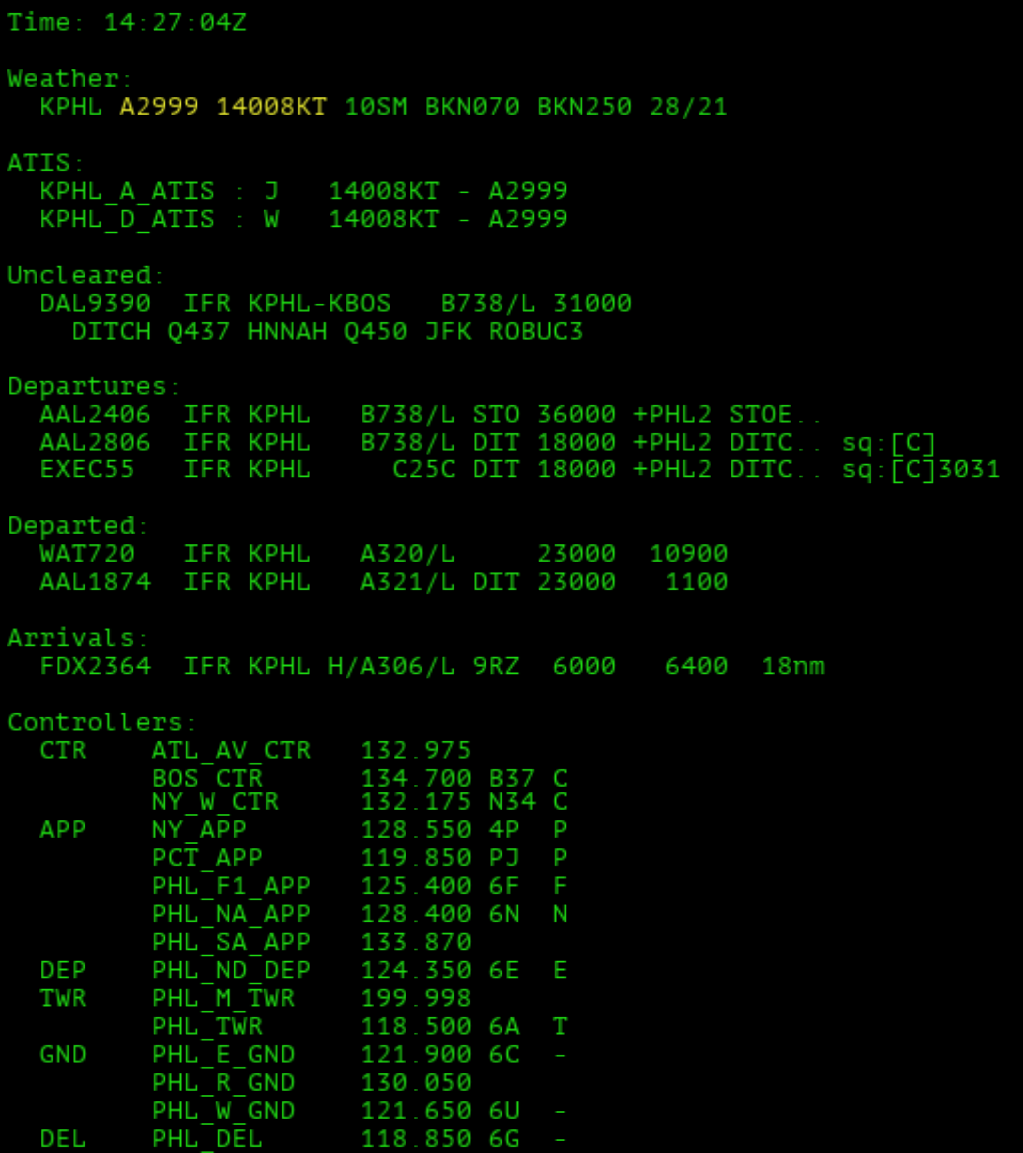 Time: 14:27:04Z
Weather:
KPHL A2999 14008KT 10SM BKN070 BKN250 28/21
ATIS:
KPHL_A_ATIS : J 14008KT - A2999
KPHL_D_ATIS : W 14008KT - A2999
Uncleared:
DAL9390 IFR KPHL-KBOS B738/L 31000
DITCH Q437 HNNAH Q450 JFK ROBUC3
Departures:
AAL2406 IFR KPHL B738/L STO 36000 +PHL2 STOE..
AAL2806 IFR KPHL B738/L DIT 18000 +PHL2 DITC.. sq:[C]
EXEC55 IFR KPHL C25C DIT 18000 +PHL2 DITC.. sq:[C]3031
Departed:
WAT720 IFR KPHL A320/L 23000 10900
AAL1874 IFR KPHL A321/L DIT 23000 1100
Arrivals:
FDX2364 IFR KPHL H/A306/L 9RZ 6000 6400 18nm
Controllers:
CTR ATL_AV_CTR 132.975
BOS_CTR 134.700 B37 C
NY_W_CTR 132.175 N34 C
APP NY_APP 128.550 4P P
PCT_APP 119.850 PJ P
PHL_F1_APP 125.400 6F F
PHL_NA_APP 128.400 6N N
PHL_SA_APP 133.870
DEP PHL_ND_DEP 124.350 6E E
TWR PHL_M_TWR 199.998
PHL_TWR 118.500 6A T
GND PHL_E_GND 121.900 6C -
PHL_R_GND 130.050
PHL_W_GND 121.650 6U -
DEL PHL_DEL 118.850 6G -